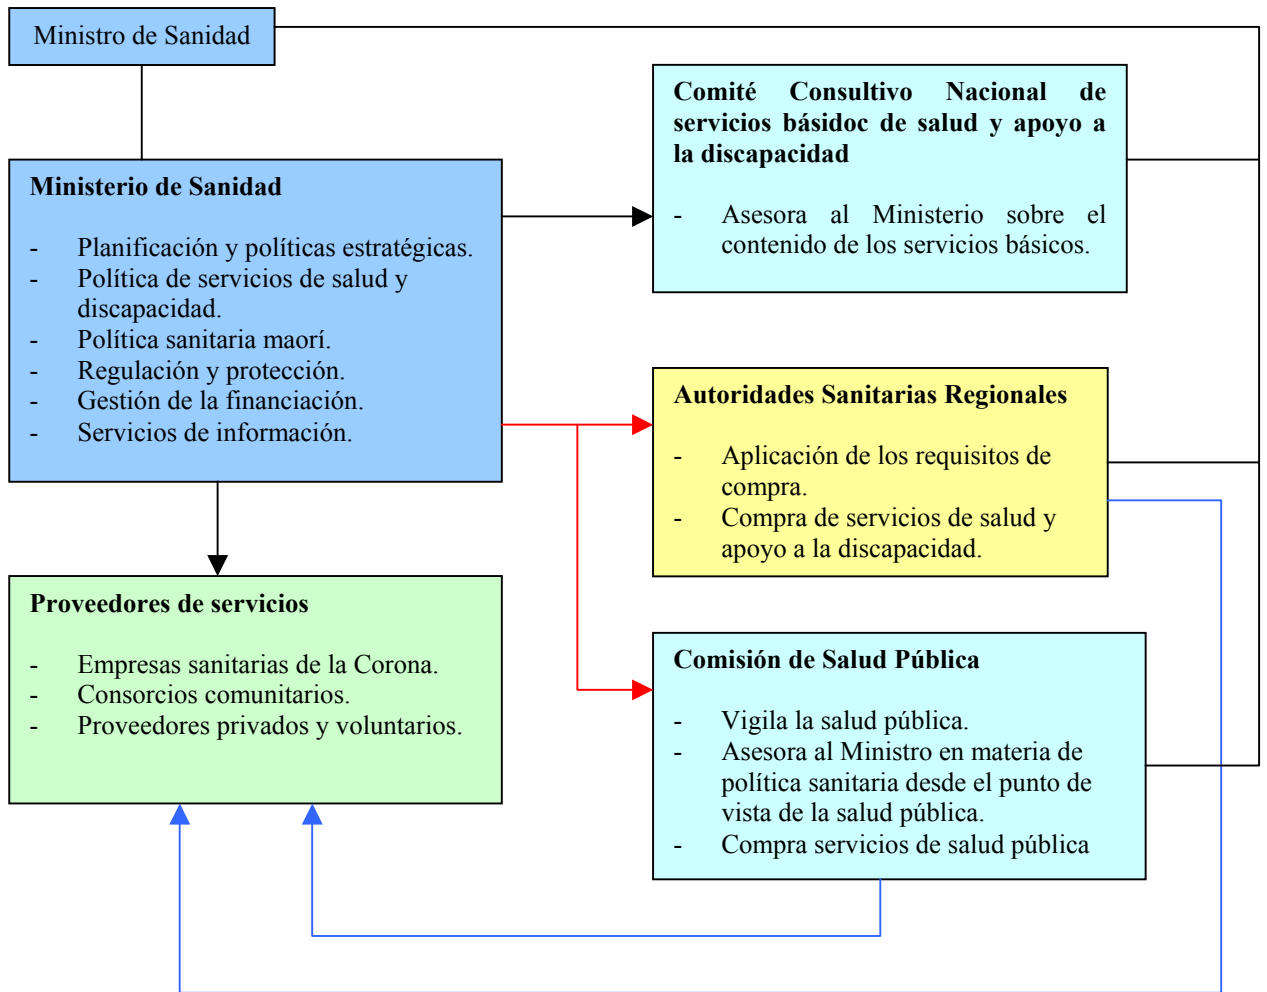 Ministro de Sanidad
Comité Consultivo Nacional de
servicios básidoc de salud y apoyo a
la discapacidad
- Asesora al Ministerio sobre el
contenido de los servicios básicos.
Ministerio de Sanidad
- Planificación y políticas estratégicas.
- Política de servicios de salud y
discapacidad.
- Política sanitaria maorí.
- Regulación y protección.
- Gestión de la financiación.
- Servicios de información.
Autoridades Sanitarias Regionales
- Aplicación de los requisitos de
compra.
- Compra de servicios de salud y
apoyo a la discapacidad.
Proveedores de servicios
- Empresas sanitarias de la Corona.
- Consorcios comunitarios.
- Proveedores privados y voluntarios.
Comisión de Salud Pública
- Vigila la salud pública.
- Asesora al Ministro en materia de
política sanitaria desde el punto de
vista de la salud pública.
- Compra servicios de salud pública